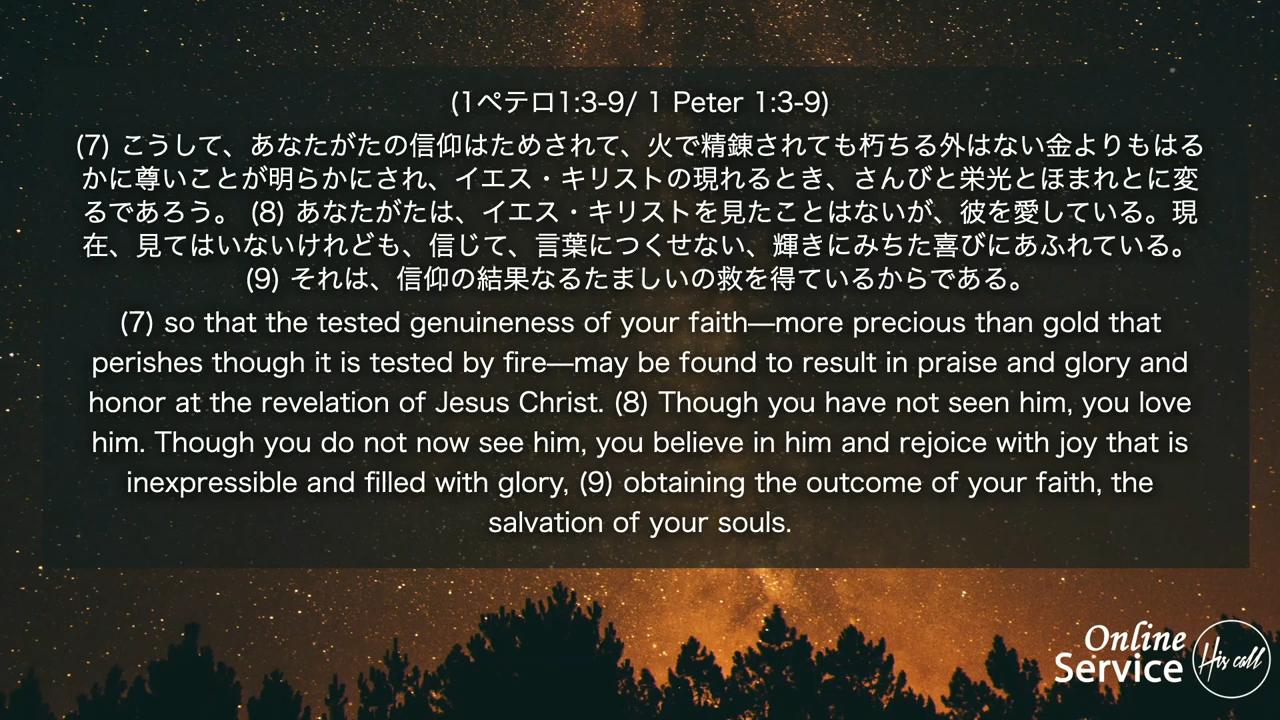 (1ペテロ1:3-9/ 1 Peter 1:3-9)
(7) こうして、あなたがたの信仰はためされて、火で精錬されても朽ちる外はない金よりもはる
かに尊いことが明らかにされ、イエス・キリストの現れるとき、さんびと栄光とほまれとに変
るであろう。 (8) あなたがたは、イエス・キリストを見たことはないが、彼を愛している。現
在、見てはいないけれども、信じて、言葉につくせない、輝きにみちた喜びにあふれている。
(9) それは、信仰の結果なるたましいの救を得ているからである。
(7) so that the tested genuineness of your faith—more precious than gold that
perishes though it is tested by fire—may be found to result in praise and glory and
honor at the revelation of Jesus Christ. (8) Though you have not seen him, you love
him. Though you do not now see him, you believe in him and rejoice with joy that is
inexpressible and filled with glory, (9) obtaining the outcome of your faith, the
salvation of your souls.
Online
Service
His call